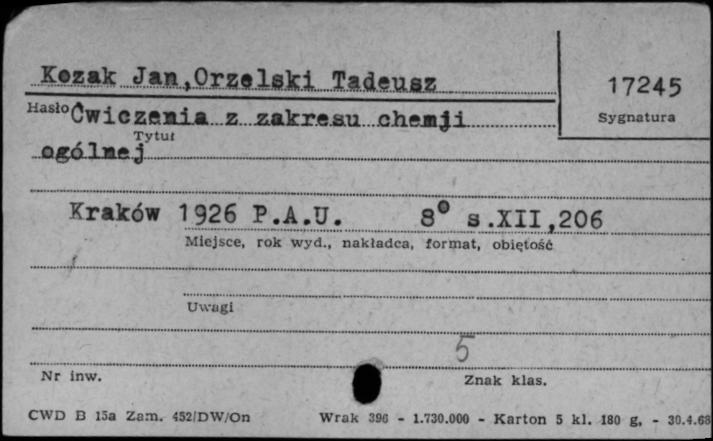 Kozak Jan,Orzelski Tadeusz
17245
Hasło
Sygnatura
Ćwiczenia z zakresu chemji
Tytuł
ogólnej
Kraków 1926 P.A.U. 8° s.XII,206
Miejsce, rok wyd., nakładca, format, objętość
Uwagi
5
Nr inw.
Znak klas.
CWD B 15a Zam. 452/DW/On Wrak 396 - 1.730.000 - Karton 5 kl. 180 g, - 30.4.68